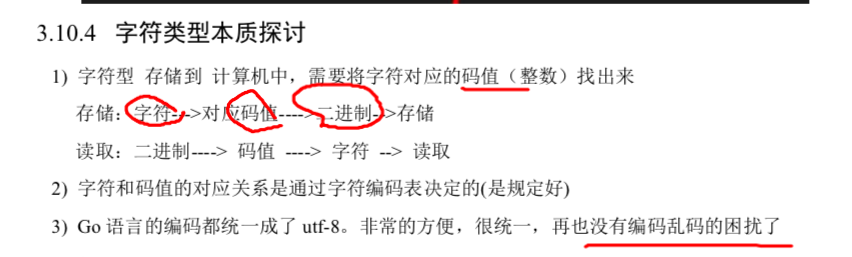 3.10.4 字符类型本质探讨
1) 字符型 存储到 计算机中，需要将字符对应的码值（整数）找出来
存储：字符--->对应码值---->二进制-->存储
读取：二进制----> 码值 ----> 字符 --> 读取
2) 字符和码值的对应关系是通过字符编码表决定的(是规定好)
3) Go 语言的编码都统一成了 utf-8。非常的方便，很统一，再也没有编码乱码的困扰了